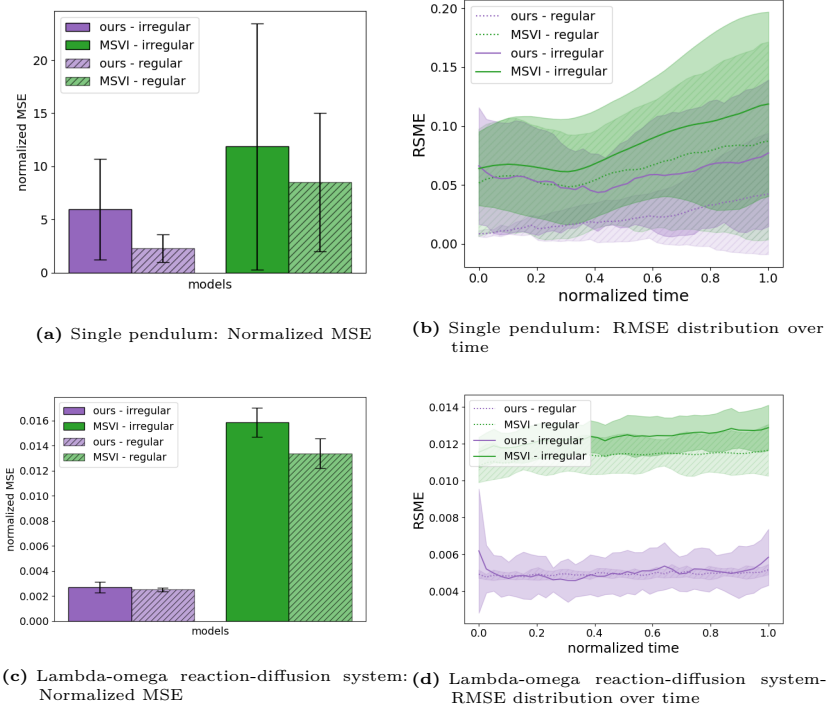 ours - irregular
MSVI - irregular
ours - regular
MSVI - regular
normalized MSE
20
15
10
5
0
models
(a) Single pendulum: Normalized MSE
ours - regular
MSVI - regular
ours - irregular
MSVI - irregular
RSME
0.20
0.15
0.10
0.05
0.00
0.0 0.2 0.4 0.6 0.8 1.0
normalized time
(b) Single pendulum: RMSE distribution over
time
ours - irregular
MSVI - irregular
ours - regular
MSVI - regular
normalized MSE
0.016
0.014
0.012
0.010
0.008
0.006
0.004
0.002
0.000
models
(c) Lambda-omega reaction-diffusion system:
Normalized MSE
ours - regular
MSVI - regular
ours - irregular
MSVI - irregular
RSME
0.014
0.012
0.010
0.008
0.006
0.004
0.0 0.2 0.4 0.6 0.8 1.0
normalized time
(d) Lambda-omega reaction-diffusion system-
RMSE distribution over time